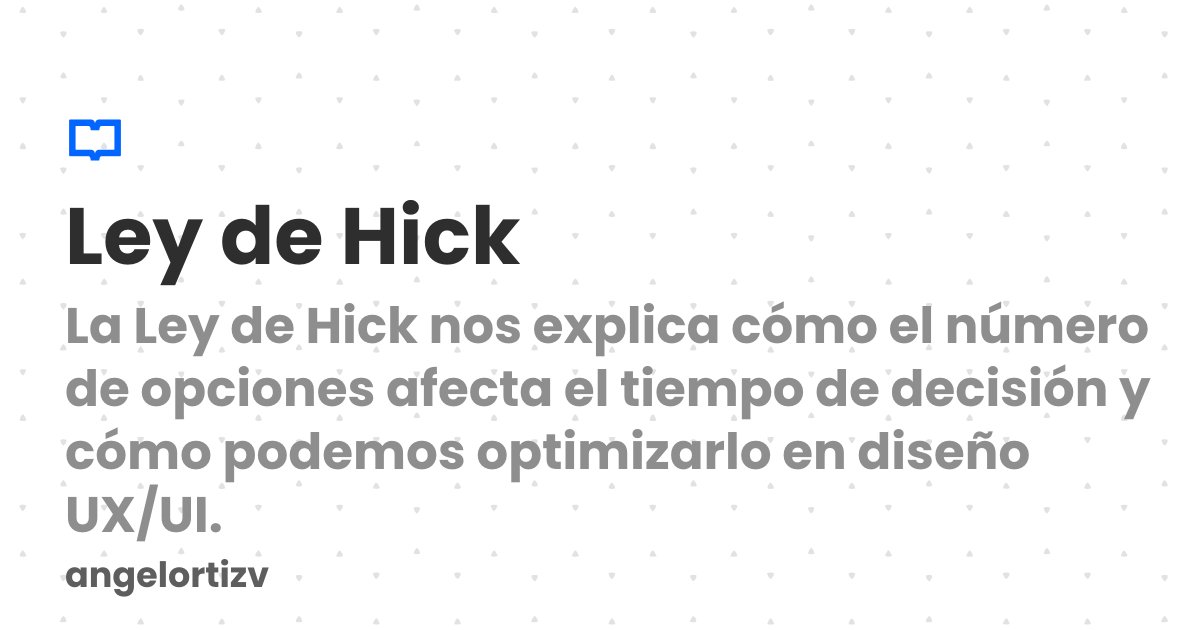 Ley de Hick
La Ley de Hick nos explica cómo el número
de opciones afecta el tiempo de decisión y
cómo podemos optimizarlo en diseño
UX/UI.
angelortizv